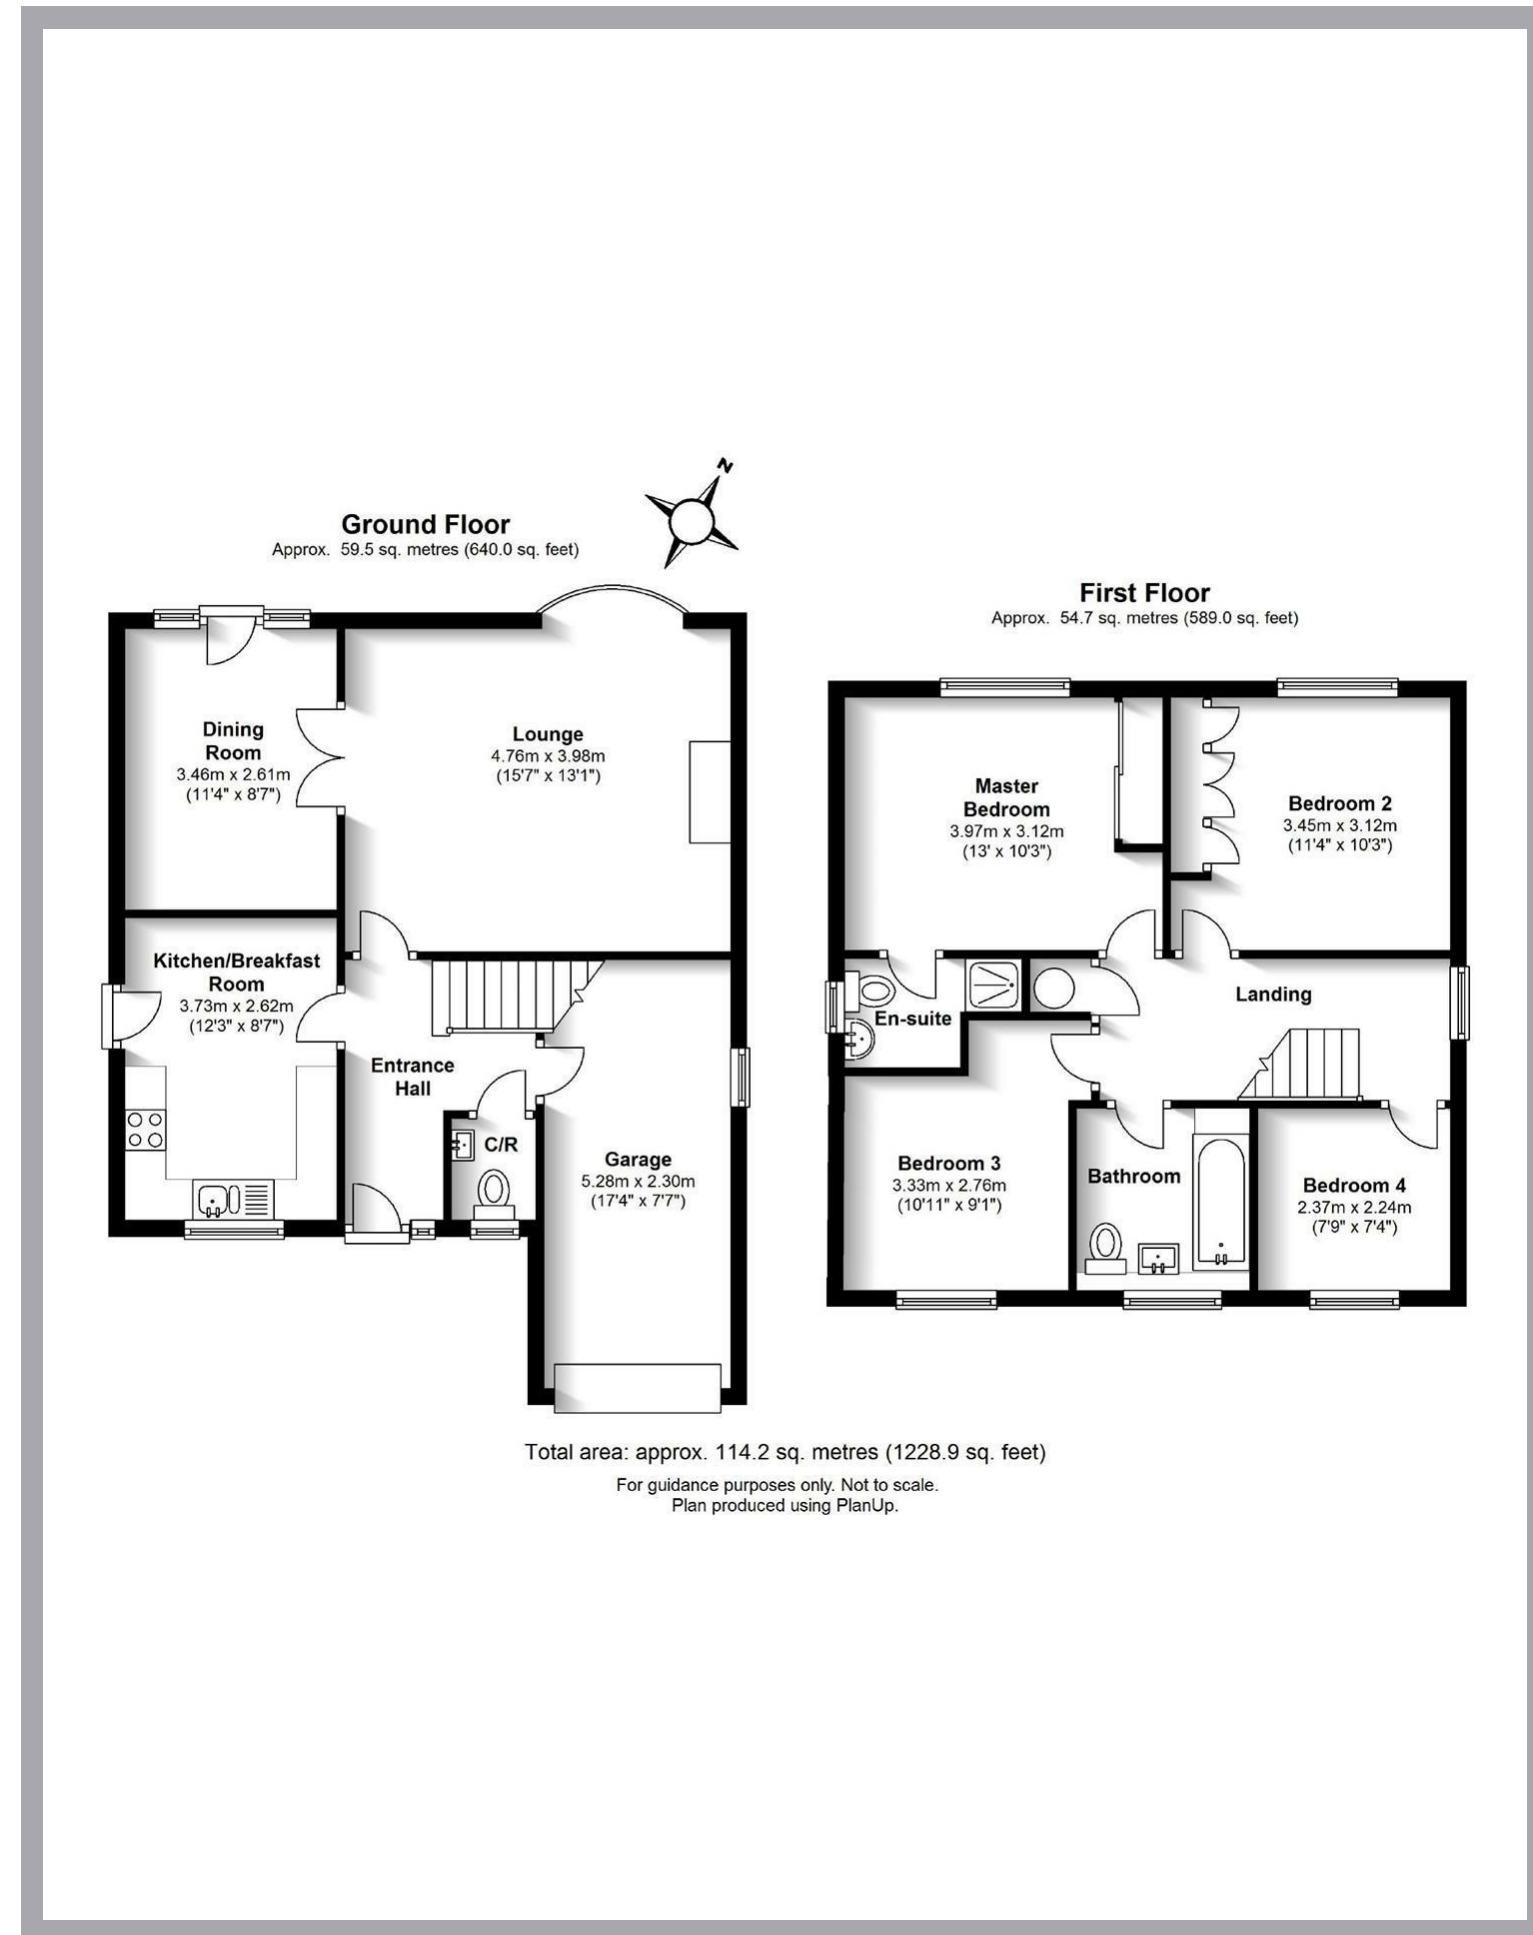 N
Ground Floor
Approx. 59.5 sq. metres (640.0 sq. feet)
Dining
Room
3.46m x 2.61m
(11'4" x 8'7")
Lounge
4.76m x 3.98m
(15'7" x 13'1")
Kitchen/Breakfast
Room
3.73m x 2.62m
(12'3" x 8'7")
Entrance
Hall
C/R
Garage
5.28m x 2.30m
(17'4" x 7'7")
First Floor
Approx. 54.7 sq. metres (589.0 sq. feet)
Master
Bedroom
3.97m x 3.12m
(13' x 10'3")
Bedroom 2
3.45m x 3.12m
(11'4" x 10'3")
En-suite
Landing
Bedroom 3
3.33m x 2.76m
(10'11" x 9'1")
Bathroom
Bedroom 4
2.37m x 2.24m
(7'9" x 7'4")
Total area: approx. 114.2 sq. metres (1228.9 sq. feet)
For guidance purposes only. Not to scale.
Plan produced using PlanUp.